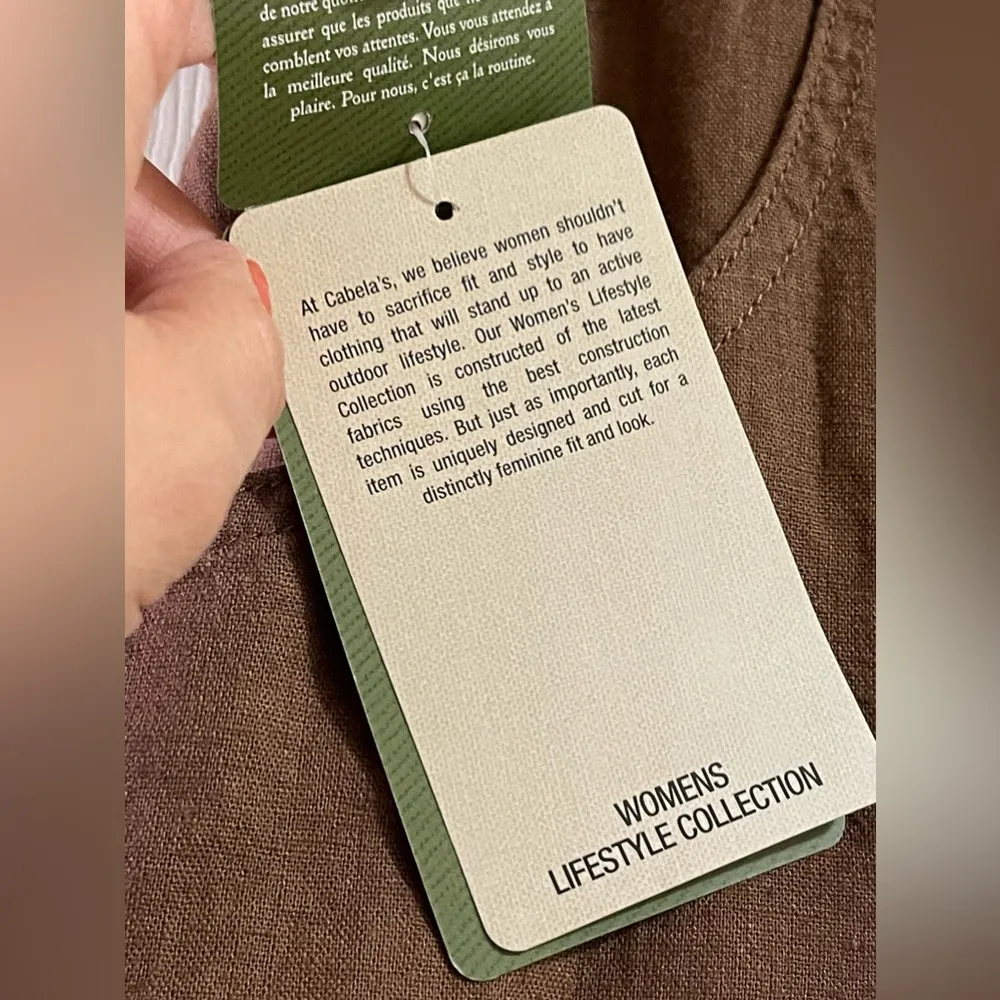 de notre
assurer que les produits que
comblent vos attentes. Vous vous attendez à
la meilleure qualité. Nous désirons vous
plaire. Pour nous, c'est ça la routine.
At Cabela's, we believe women shouldn't
have to sacrifice fit and style to have
clothing that will stand up to an active
outdoor lifestyle. Our Women's Lifestyle
Collection is constructed of the latest
fabrics using the best construction
techniques. But just as importantly, each
item is uniquely designed and cut for a
distinctly feminine fit and look.
WOMENS
LIFESTYLE COLLECTION